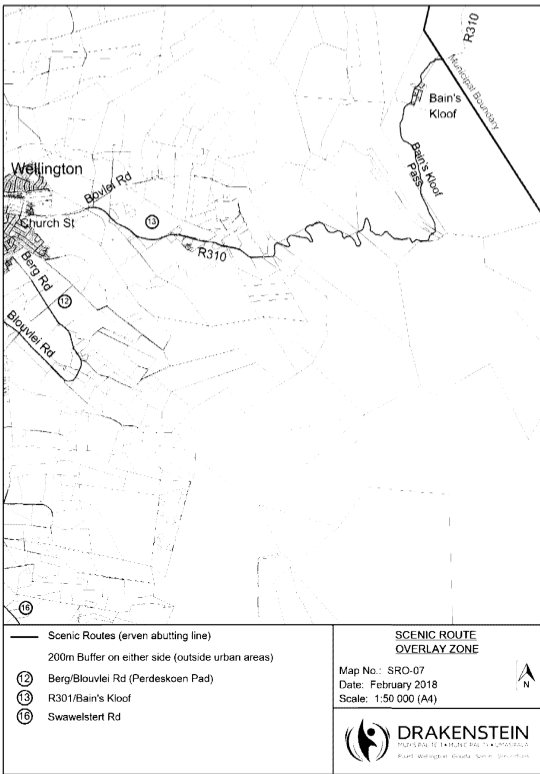 R310
Municipal Boundary
Bain's
Kloof
Bain's Kloof
Pass
Wellington
Bovlei Rd
13
Church St
R310
Berg Rd
12
Blouvlei Rd
16
Scenic Routes (erven abutting line)
200m Buffer on either side (outside urban areas)
12 Berg/Blouvlei Rd (Perdeskoen Pad)
13 R301/Bain's Kloof
16 Swawelstert Rd
SCENIC ROUTE
OVERLAY ZONE
Map No.: SRO-07
Date: February 2018
Scale: 1:50 000 (A4)
N
DRAKENSTEIN